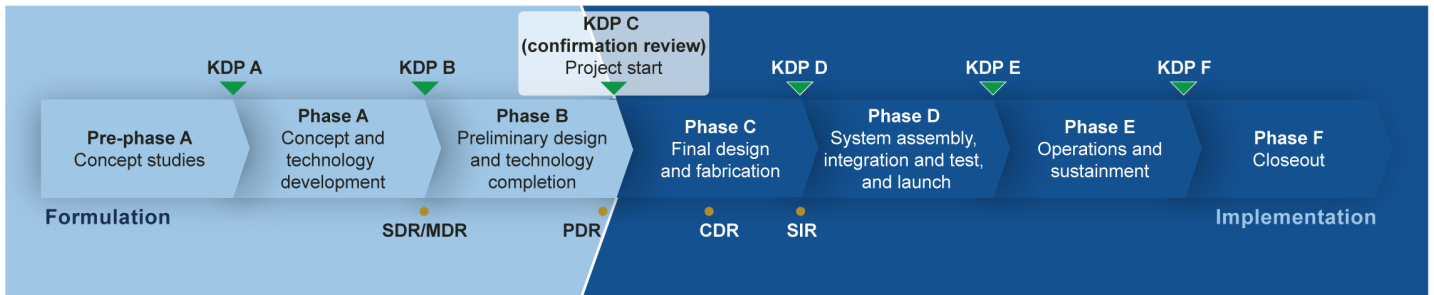 KDP C
(confirmation review)
Project start
KDP A
KDP B
KDP D
KDP E
KDP F
Pre-phase A
Concept studies
Phase A
Concept and
technology
development
Phase B
Preliminary design
and technology
completion
Phase C
Final design
and fabrication
Phase D
System assembly,
integration and test,
and launch
Phase E
Operations and
sustainment
Phase F
Closeout
Formulation
Implementation
SDR/MDR
PDR
CDR
SIR